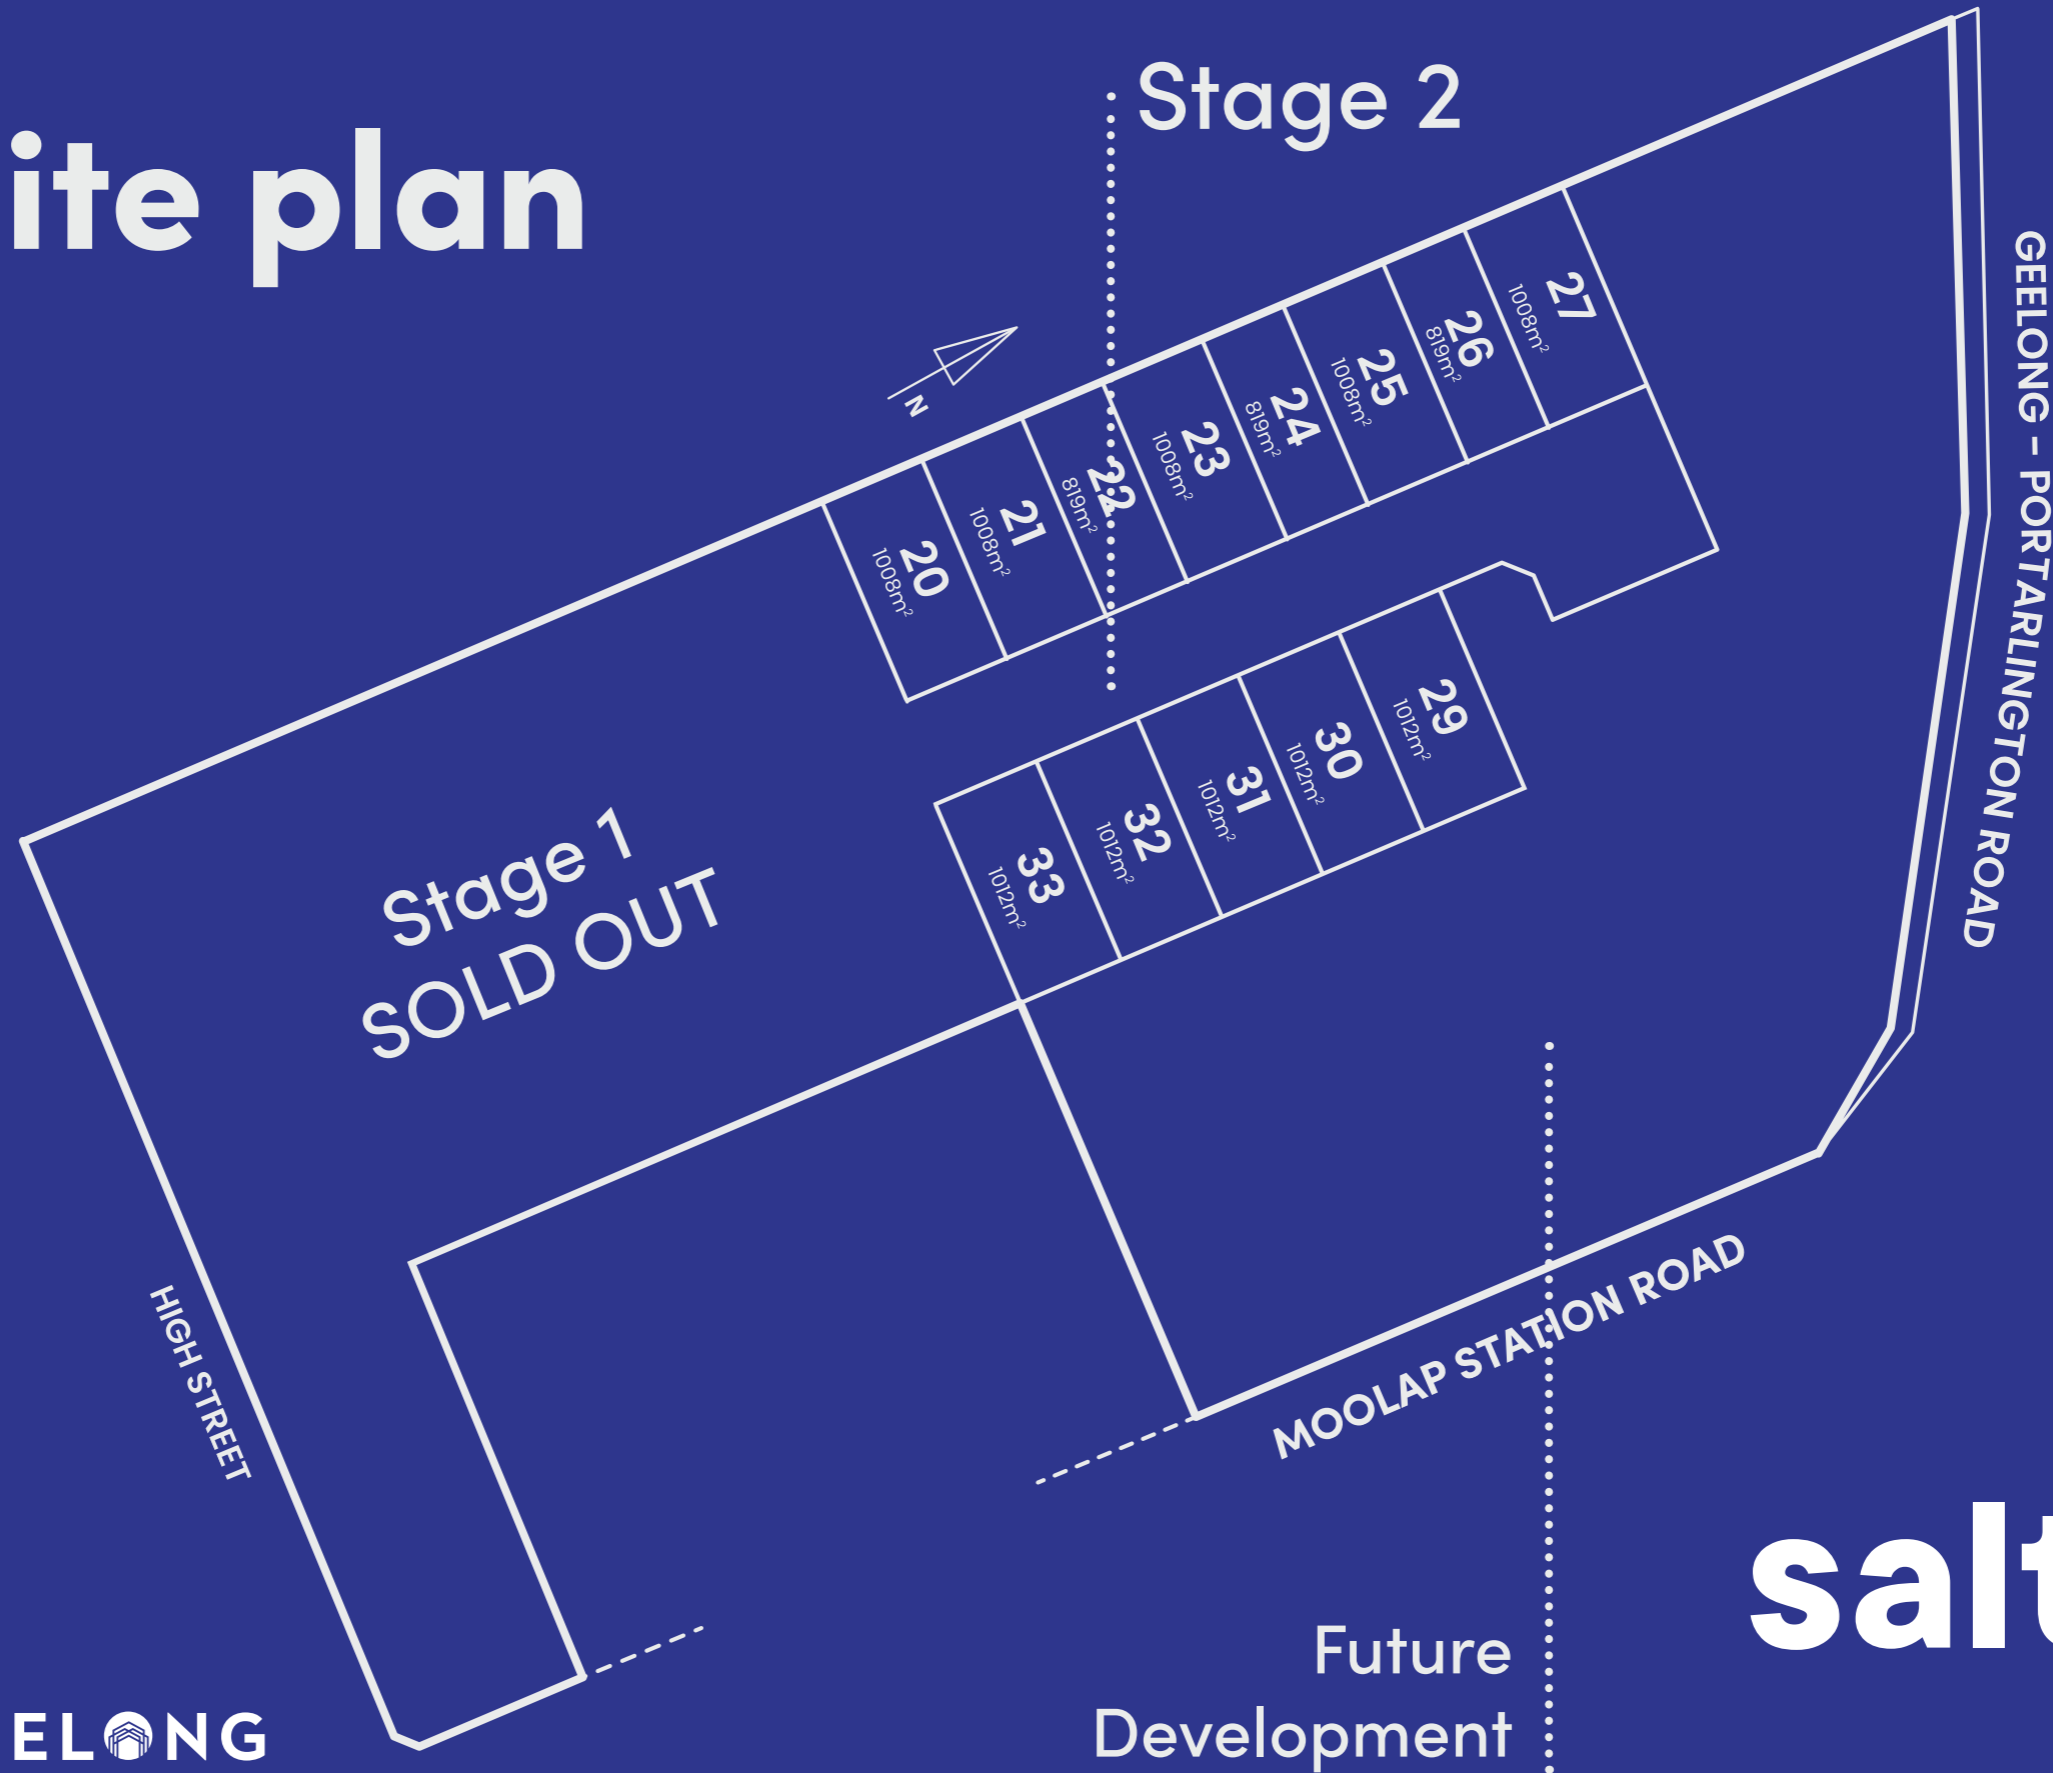 ite plan
Stage 2
N
20
1008m²
21
1008m²
22
819m²
23
1008m²
24
819m²
25
1008m²
26
819m²
27
1008m²
29
1012m²
30
1012m²
31
1012m²
32
1012m²
33
1012m²
Stage 1
SOLD OUT
GEELONG – PORTARLINGTON ROAD
HIGH STREET
MOOLAP STATION ROAD
salt
Future
Development
ELONG